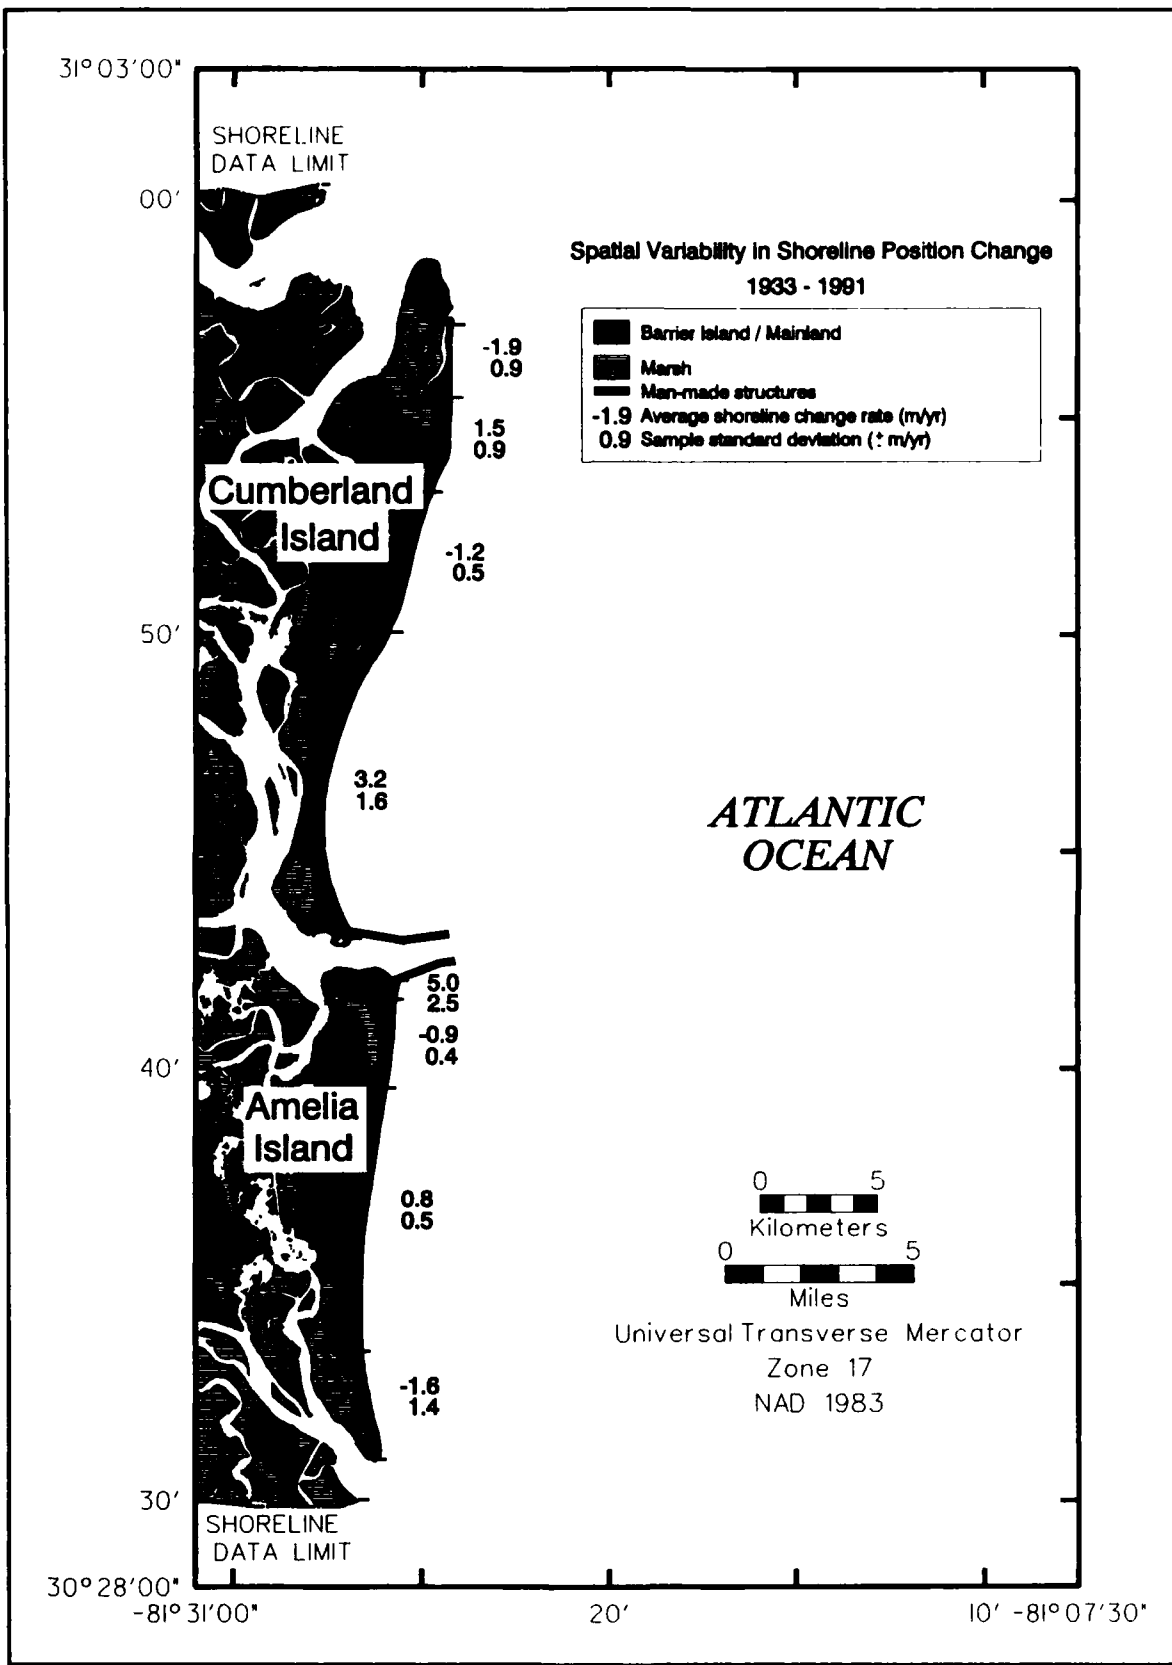 31°03'00"
SHORELINE
DATA LIMIT
00'
Spatial Variability in Shoreline Position Change
1933 - 1991
Barrier Island / Mainland
Marsh
Man-made structures
-1.9 Average shoreline change rate (m/yr)
0.9 Sample standard deviation (± m/yr)
-1.9
0.9
1.5
0.9
Cumberland
Island
-1.2
0.5
50'
3.2
1.6
ATLANTIC
OCEAN
5.0
2.5
-0.9
0.4
40'
Amelia
Island
0.8
0.5
0 5
Kilometers
0 5
Miles
Universal Transverse Mercator
Zone 17
NAD 1983
-1.6
1.4
30'
SHORELINE
DATA LIMIT
30°28'00"
-81°31'00" 20' 10' -81°07'30"